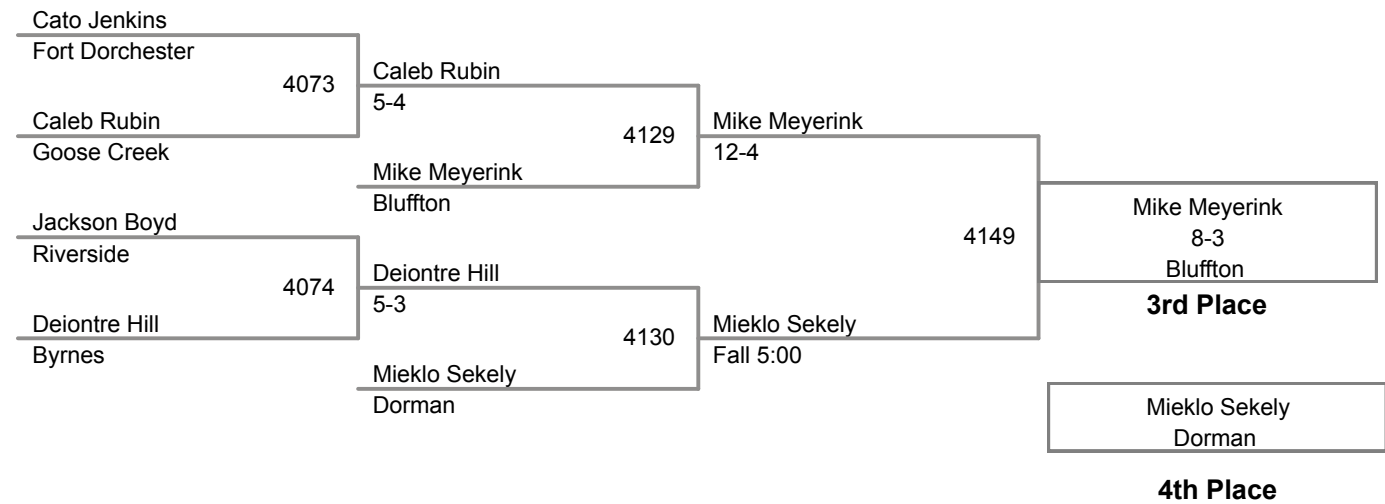 Cato Jenkins
Fort Dorchester
4073
Caleb Rubin
Goose Creek
Jackson Boyd
Riverside
4074
Deiontre Hill
Byrnes
Caleb Rubin
5-4
4129
Mike Meyerink
Bluffton
Deiontre Hill
5-3
4130
Mieklo Sekely
Dorman
Mike Meyerink
12-4
4149
Mieklo Sekely
Fall 5:00
Mike Meyerink
8-3
Bluffton
3rd Place
Mieklo Sekely
Dorman
4th Place